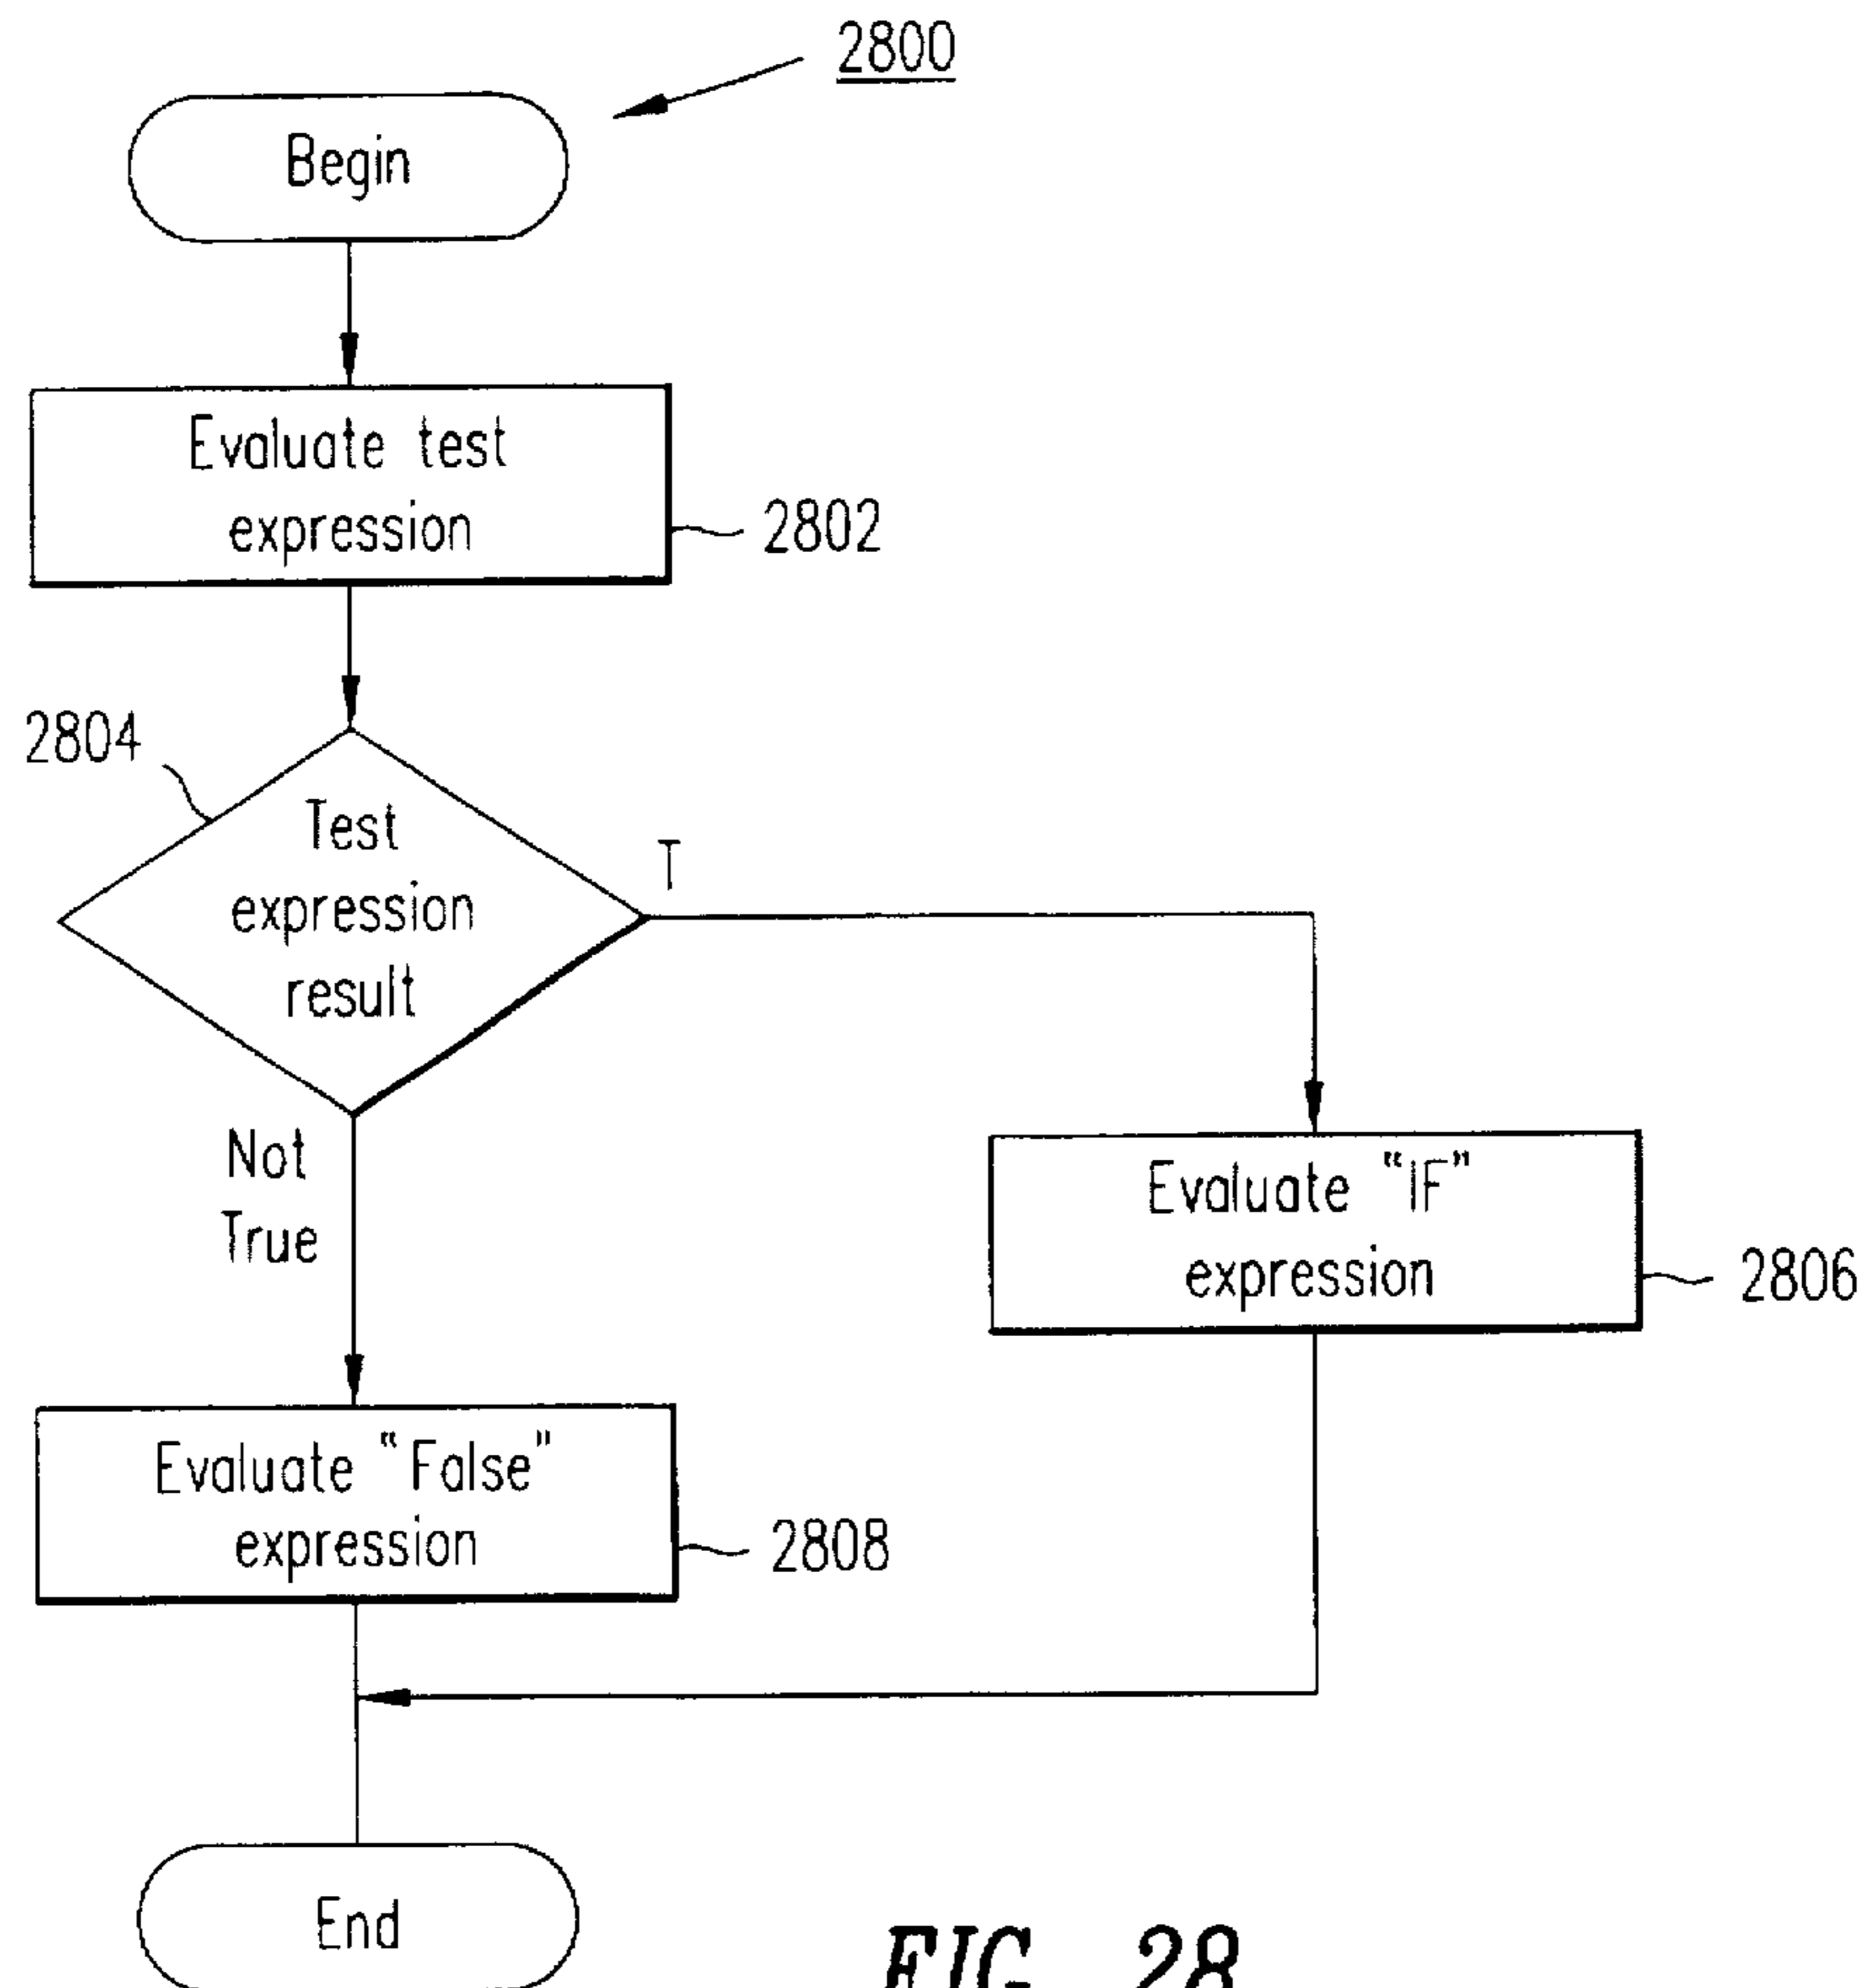 2800
Begin
Evaluate test
expression
2802
2804
Test
expression
result
T
Not
True
Evaluate "IF"
expression
2806
Evaluate "False"
expression
2808
End
FIG. 28